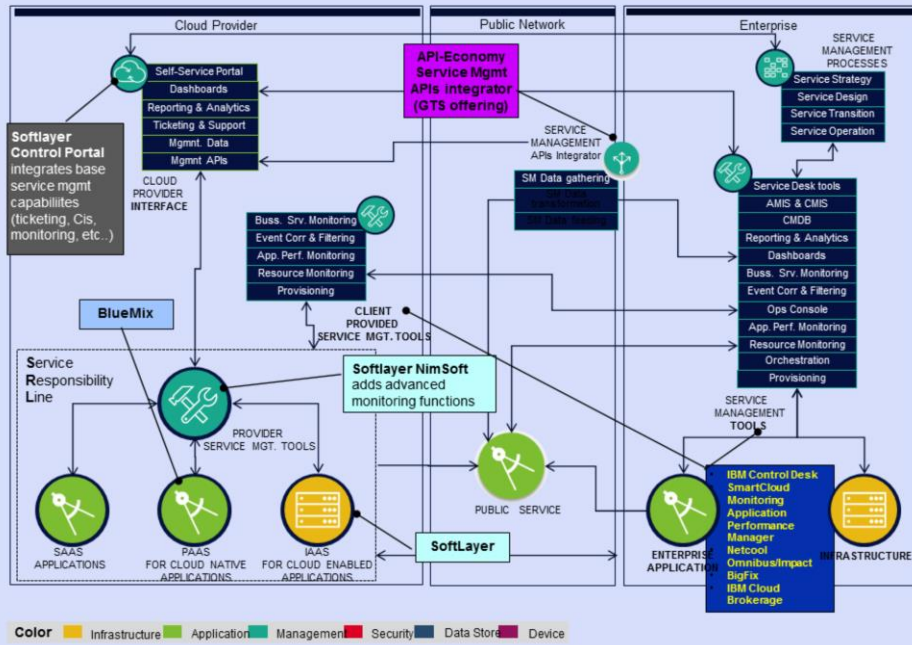 Cloud Provider
Public Network
Enterprise
Self-Service Portal
Dashboards
Reporting & Analytics
Ticketing & Support
Mgmnt. Data
Mgmnt APIs
CLOUD
PROVIDER
INTERFACE
Softlayer
Control Portal
integrates base
service mgmt
capabiliites
(ticketing, Cis,
monitoring, etc..)
API-Economy
Service Mgmt
APIs integrator
(GTS offering)
SERVICE
MANAGEMENT
PROCESSES
Service Strategy
Service Design
Service Transition
Service Operation
SERVICE
MANAGEMENT
APIs Integrator
SM Data gathering
SM Data
transformation
SM Data
Service Desk tools
AMIS & CMIS
CMDB
Reporting & Analytics
Dashboards
Buss. Srv. Monitoring
Event Corr & Filtering
Ops Console
App. Perf. Monitoring
Resource Monitoring
Orchestration
Provisioning
Buss. Srv. Monitoring
Event Corr & Filtering
App. Perf. Monitoring
Resource Monitoring
Provisioning
CLIENT
PROVIDED
SERVICE MGT. TOOLS
BlueMix
Service
Responsibility
Line
Softlayer NimSoft
adds advanced
monitoring functions
PROVIDER
SERVICE MGT. TOOLS
SERVICE
MANAGEMENT
TOOLS
SAAS
APPLICATIONS
PAAS
FOR CLOUD NATIVE
APPLICATIONS
IAAS
FOR CLOUD ENABLED
APPLICATIONS
SoftLayer
PUBLIC SERVICE
ENTERPRISE
APPLICATION
IBM Control Desk
SmartCloud
Monitoring
Application
Performance
Manager
Netcool
Omnibus/Impact
BigFix
IBM Cloud
Brokerage
INFRASTRUCTURE
Color
Infrastructure
Application
Management
Security
Data Store
Device